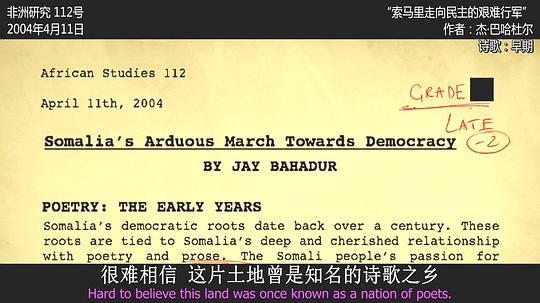 非洲研究 112号
2004年4月11日
“索马里走向民主的艰难行军”
作者：杰·巴哈杜尔
诗歌：早期
African Studies 112
April 11th, 2004
GRADE
LATE
-2
Somalia's Arduous March Towards Democracy
BY JAY BAHADUR
POETRY: THE EARLY YEARS
Somalia's democratic roots date back over a century. These
roots are tied to Somalia's deep and cherished relationship
with poetry and prose. The Somali people's passion for
很难相信 这片土地曾是知名的诗歌之乡
Hard to believe this land was once known as a nation of poets.